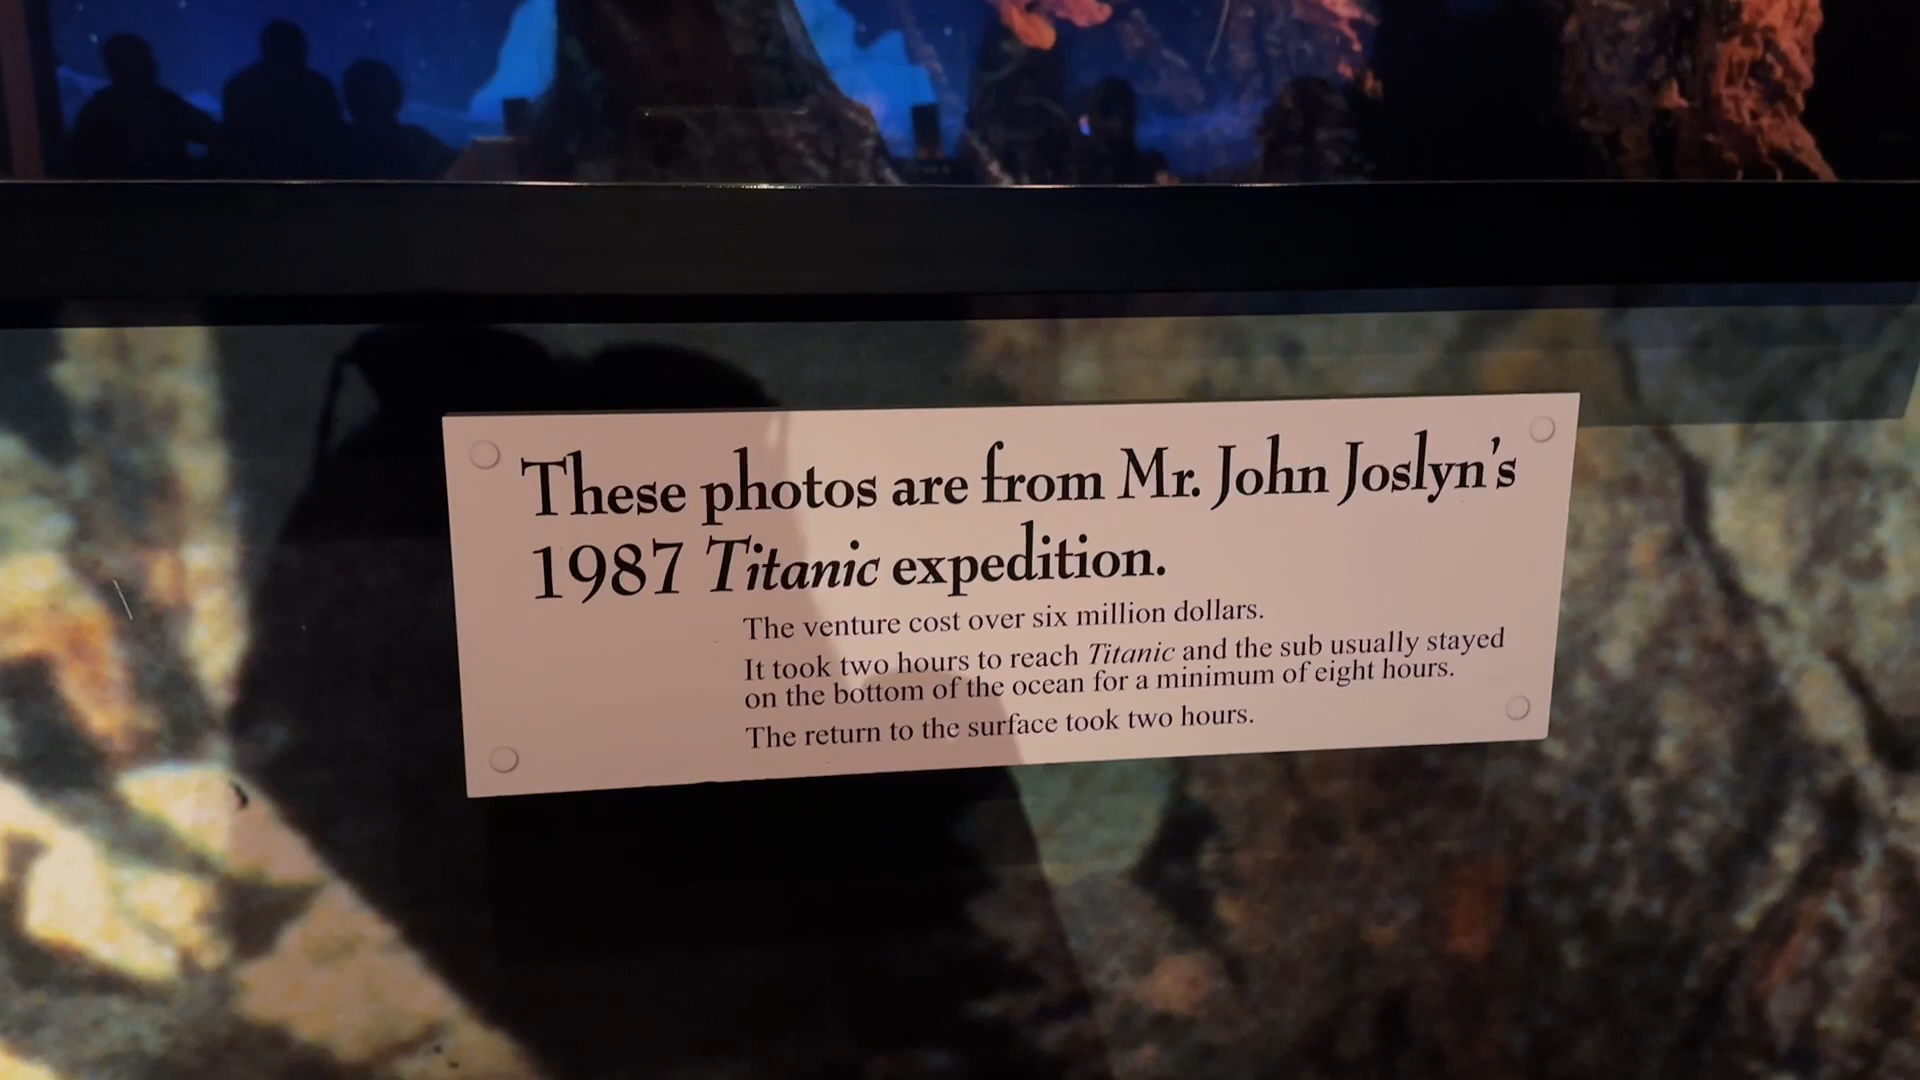 These photos are from Mr. John Joslyn's
1987 Titanic expedition.
The venture cost over six million dollars.
It took two hours to reach Titanic and the sub usually stayed
on the bottom of the ocean for a minimum of eight hours.
The return to the surface took two hours.